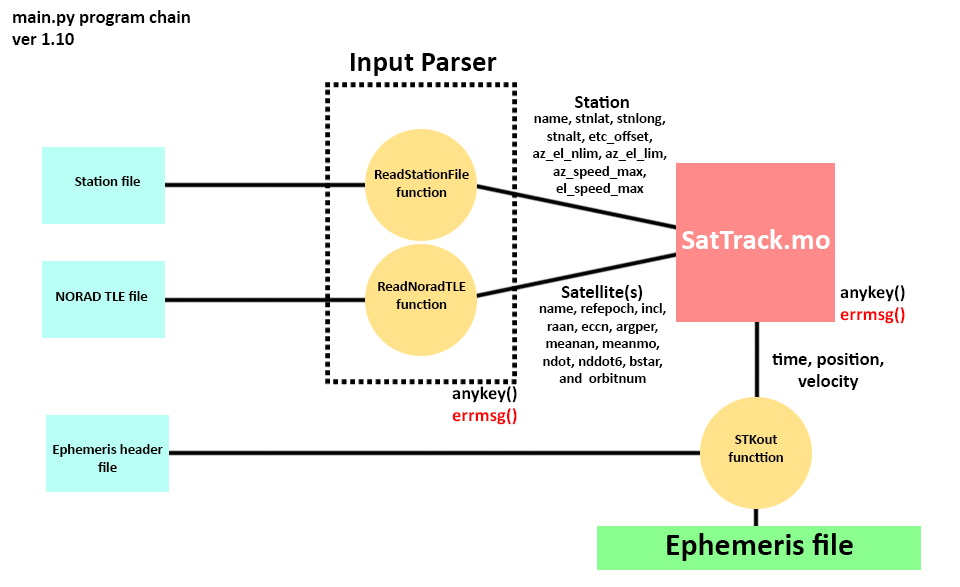 main.py program chain
ver 1.10
Input Parser
Station
name, stnlat, stnlong,
stnalt, etc_offset,
az_el_nlim, az_el_lim,
az_speed_max,
el_speed_max
Station file
ReadStationFile
function
SatTrack.mo
NORAD TLE file
ReadNoradTLE
function
Satellite(s)
name, refepoch, incl,
raan, eccn, argper,
meanan, meanmo,
ndot, nddot6, bstar,
and orbitnum
anykey()
errmsg()
anykey()
errmsg()
time, position,
velocity
Ephemeris header
file
STKout
functtion
Ephemeris file